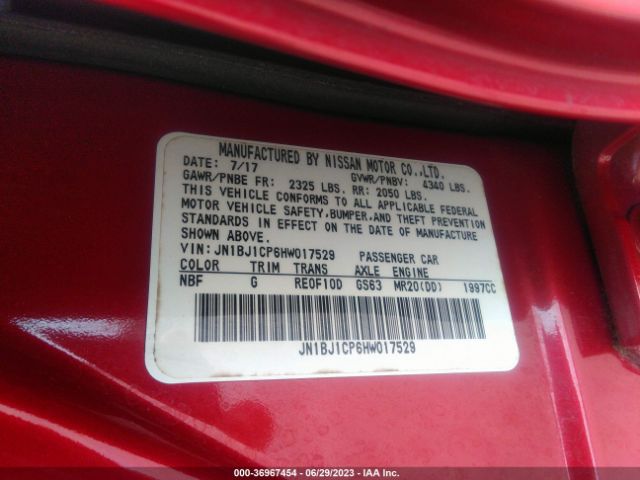 MANUFACTURED BY NISSAN MOTOR CO.,LTD.
DATE: 7/17 GVWR/PNBV: 4340 LBS.
GAWR/PNBE FR: 2325 LBS. RR: 2050 LBS.
THIS VEHICLE CONFORMS TO ALL APPLICABLE FEDERAL
MOTOR VEHICLE SAFETY,BUMPER,AND THEFT PREVENTION
STANDARDS IN EFFECT ON THE DATE OF MANUFACTURE
SHOWN ABOVE.
VIN: JN1BJ1CP6HW017529 PASSENGER CAR
COLOR TRIM TRANS AXLE ENGINE
NBF G REOF10D GS63 MR20(DD) 1997CC
JN1BJ1CP6HW017529
000-36967454 - 06/29/2023 - IAA Inc.